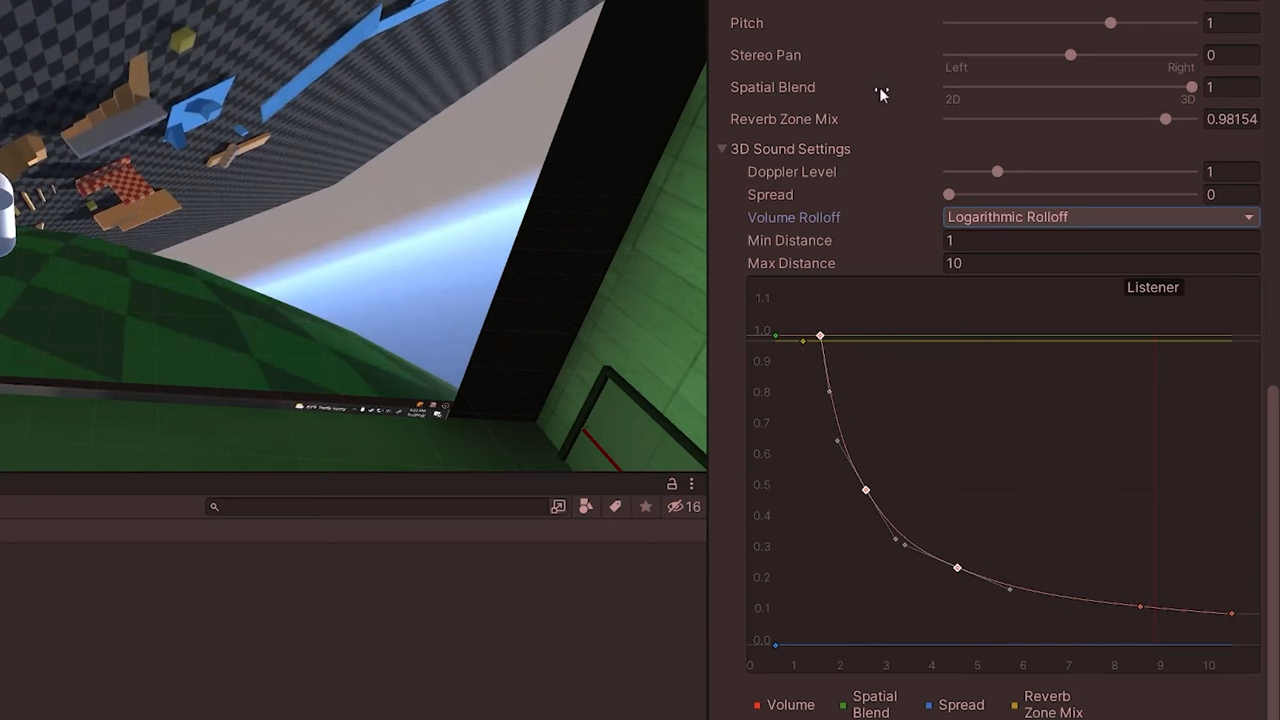 Pitch 1
Stereo Pan 0
Left Right
Spatial Blend 1
2D 3D
Reverb Zone Mix 0.98154
3D Sound Settings
Doppler Level 1
Spread 0
Volume Rolloff Logarithmic Rolloff
Min Distance 1
Max Distance 10
Listener
1.1
1.0
0.9
0.8
0.7
0.6
0.5
0.4
0.3
0.2
0.1
0.0
0 1 2 3 4 5 6 7 8 9 10
Volume Spatial Blend Spread Reverb Zone Mix
16